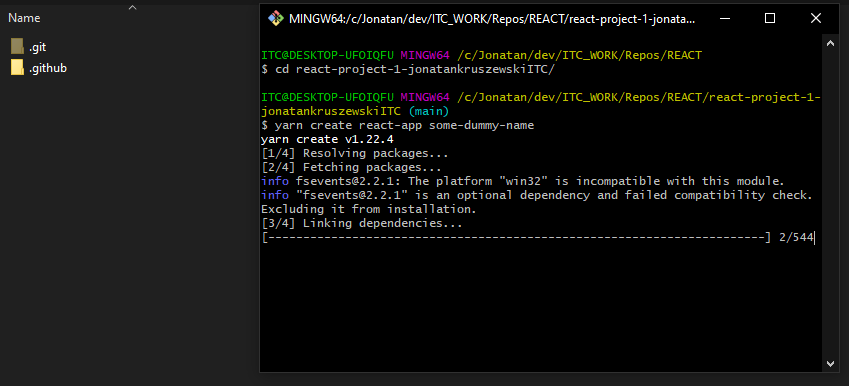 Name
.git
.github
MINGW64:/c/Jonatan/dev/ITC_WORK/Repos/REACT/react-project-1-jonata...
ITC@DESKTOP-UFOIQFU MINGW64 /c/Jonatan/dev/ITC_WORK/Repos/REACT
$ cd react-project-1-jonatankruszewskiITC/
ITC@DESKTOP-UFOIQFU MINGW64 /c/Jonatan/dev/ITC_WORK/Repos/REACT/react-project-1-
jonatankruszewskiITC (main)
$ yarn create react-app some-dummy-name
yarn create v1.22.4
[1/4] Resolving packages...
[2/4] Fetching packages...
info fsevents@2.2.1: The platform "win32" is incompatible with this module.
info "fsevents@2.2.1" is an optional dependency and failed compatibility check.
Excluding it from installation.
[3/4] Linking dependencies...
[-----------------------------------------------------------------------] 2/544